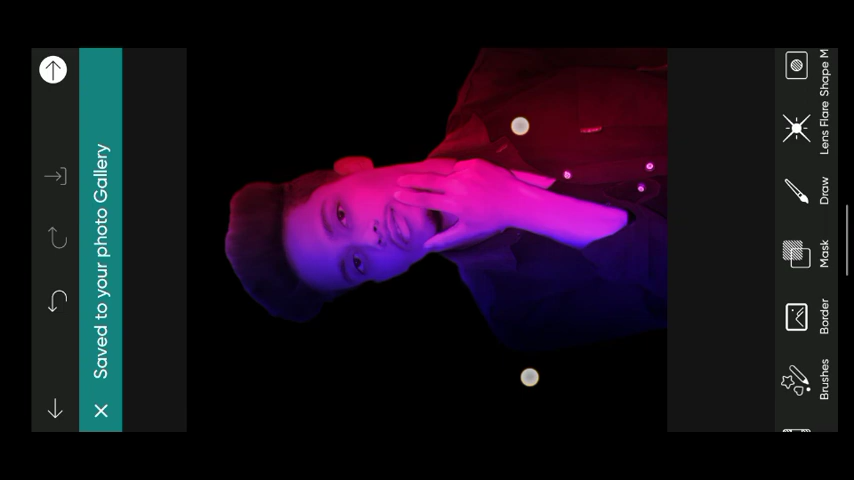 Saved to your photo Gallery
Brushes
Border
Mask
Draw
Lens Flare
Shape M